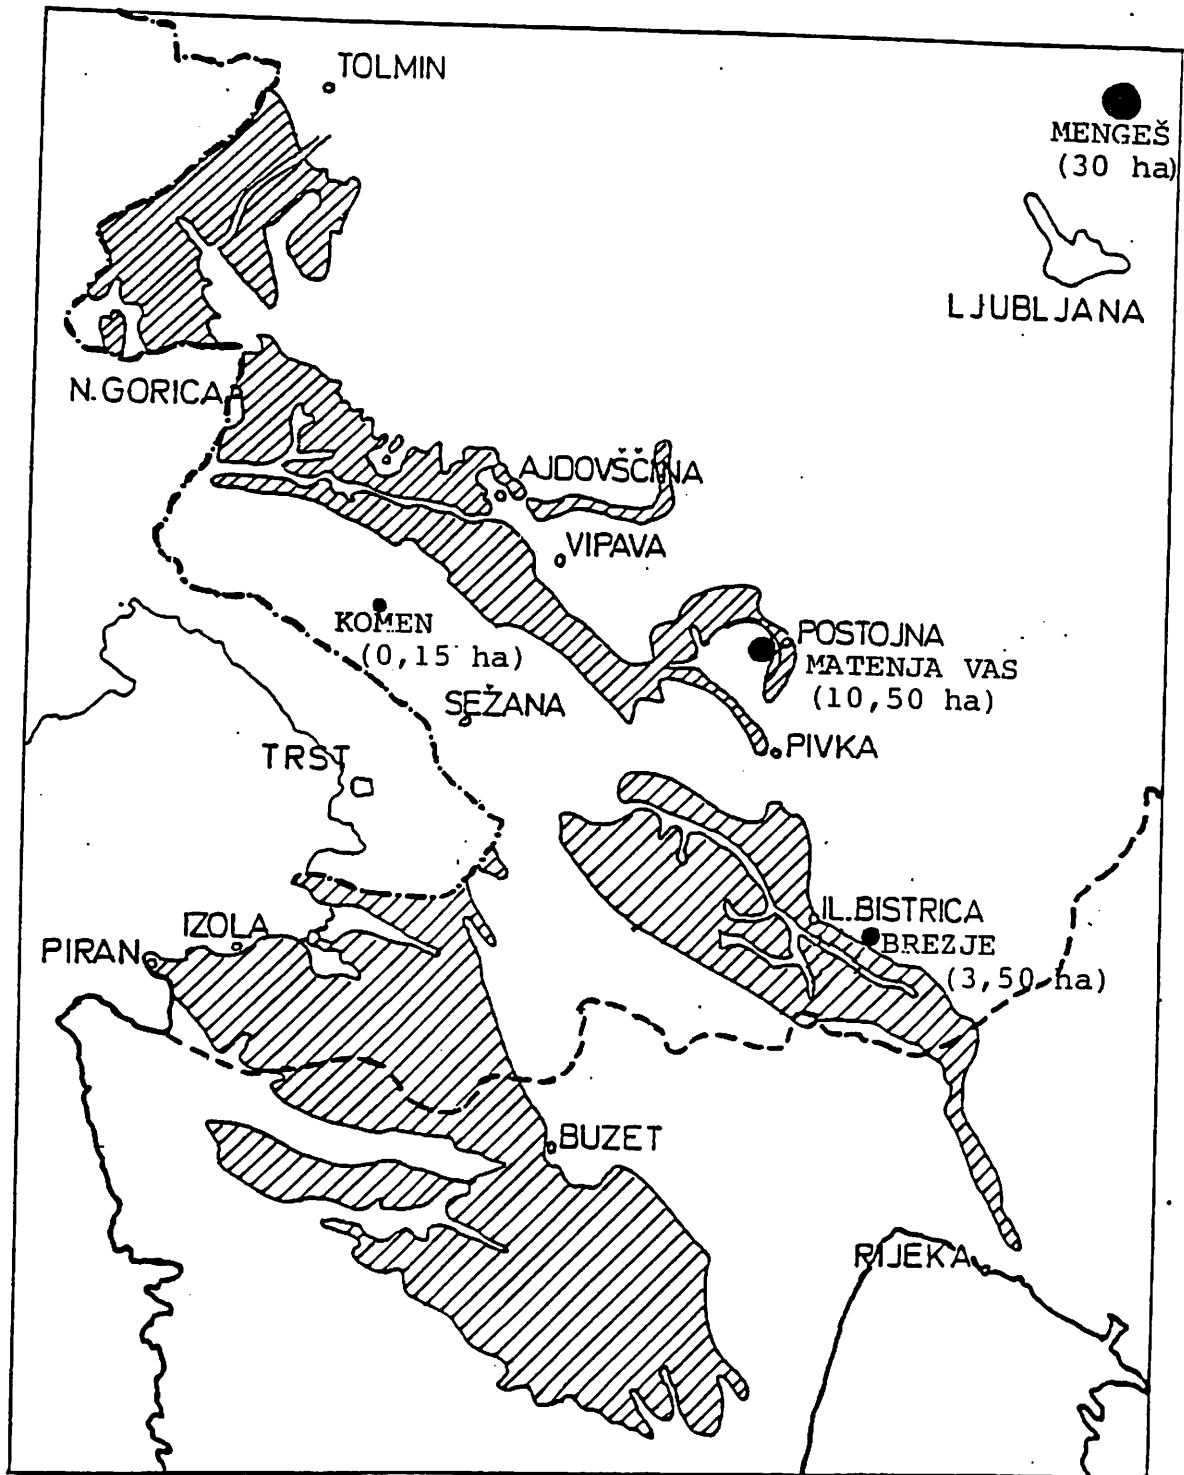 TOLMIN
MENGEŠ
(30 ha)
LJUBLJANA
N.GORICA
AJDOVŠČINA
VIPAVA
KOMEN
(0,15 ha)
POSTOJNA
MATENJA VAS
(10,50 ha)
SEŽANA
PIVKA
TRST
IL.BISTRICA
BREZJE
(3,50 ha)
IZOLA
PIRAN
BUZET
RIJEKA